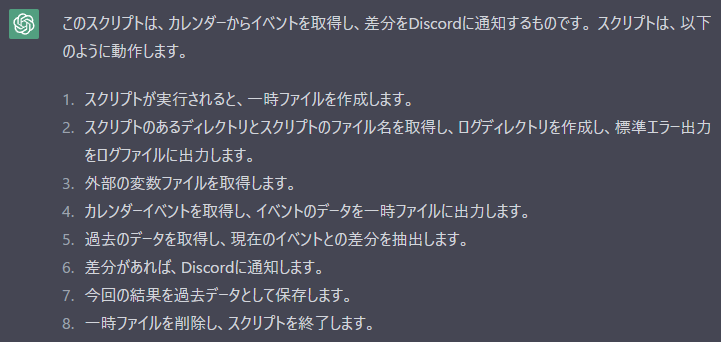 このスクリプトは、カレンダーからイベントを取得し、差分をDiscordに通知するものです。スクリプトは、以下
のように動作します。
1. スクリプトが実行されると、一時ファイルを作成します。
2. スクリプトのあるディレクトリとスクリプトのファイル名を取得し、ログディレクトリを作成し、標準エラー出力
をログファイルに出力します。
3. 外部の変数ファイルを取得します。
4. カレンダーイベントを取得し、イベントのデータを一時ファイルに出力します。
5. 過去のデータを取得し、現在のイベントとの差分を抽出します。
6. 差分があれば、Discordに通知します。
7. 今回の結果を過去データとして保存します。
8. 一時ファイルを削除し、スクリプトを終了します。